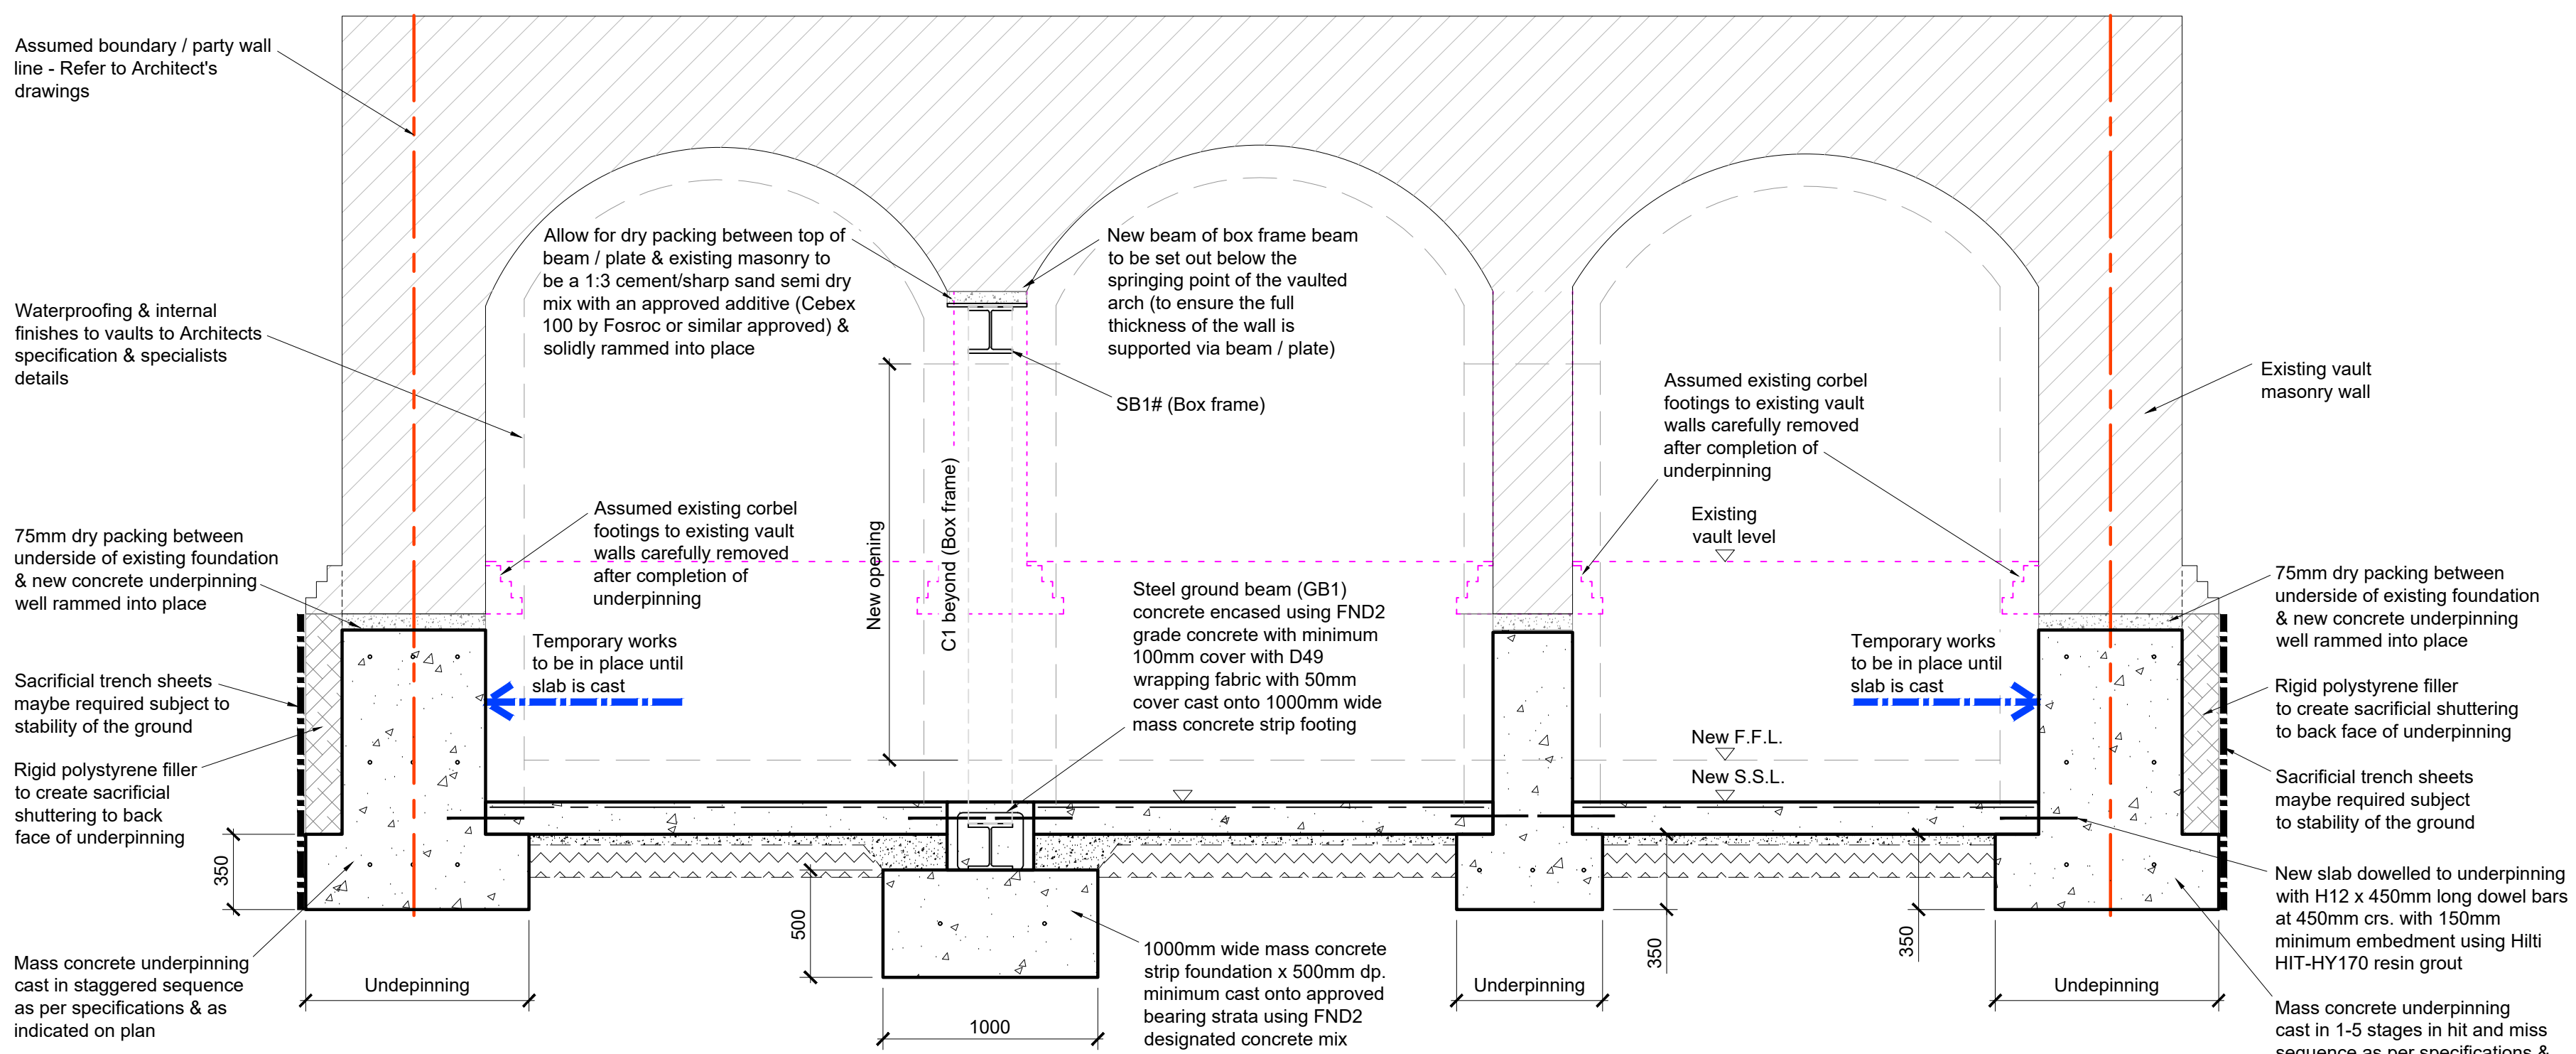 Assumed boundary / party wall
line - Refer to Architect's
drawings
Waterproofing & internal
finishes to vaults to Architects
specification & specialists
details
75mm dry packing between
underside of existing foundation
& new concrete underpinning
well rammed into place
Sacrificial trench sheets
maybe required subject to
stability of the ground
Rigid polystyrene filler
to create sacrificial
shuttering to back
face of underpinning
350
Mass concrete underpinning
cast in staggered sequence
as per specifications & as
indicated on plan
Undepinning
Allow for dry packing between top of
beam / plate & existing masonry to
be a 1:3 cement/sharp sand semi dry
mix with an approved additive (Cebex
100 by Fosroc or similar approved) &
solidly rammed into place
Assumed existing corbel
footings to existing vault
walls carefully removed
after completion of
underpinning
Temporary works
to be in place until
slab is cast
New opening
C1 beyond (Box frame)
New beam of box frame beam
to be set out below the
springing point of the vaulted
arch (to ensure the full
thickness of the wall is
supported via beam / plate)
SB1# (Box frame)
Steel ground beam (GB1)
concrete encased using FND2
grade concrete with minimum
100mm cover with D49
wrapping fabric with 50mm
cover cast onto 1000mm wide
mass concrete strip footing
500
1000
1000mm wide mass concrete
strip foundation x 500mm dp.
minimum cast onto approved
bearing strata using FND2
designated concrete mix
Assumed existing corbel
footings to existing vault
walls carefully removed
after completion of
underpinning
Existing
vault level
Temporary works
to be in place until
slab is cast
New F.F.L.
New S.S.L.
350
350
Underpinning
Undepinning
Existing vault
masonry wall
75mm dry packing between
underside of existing foundation
& new concrete underpinning
well rammed into place
Rigid polystyrene filler
to create sacrificial shuttering
to back face of underpinning
Sacrificial trench sheets
maybe required subject
to stability of the ground
New slab dowelled to underpinning
with H12 x 450mm long dowel bars
at 450mm crs. with 150mm
minimum embedment using Hilti
HIT-HY170 resin grout
Mass concrete underpinning
cast in 1-5 stages in hit and miss
sequence as per specifications &